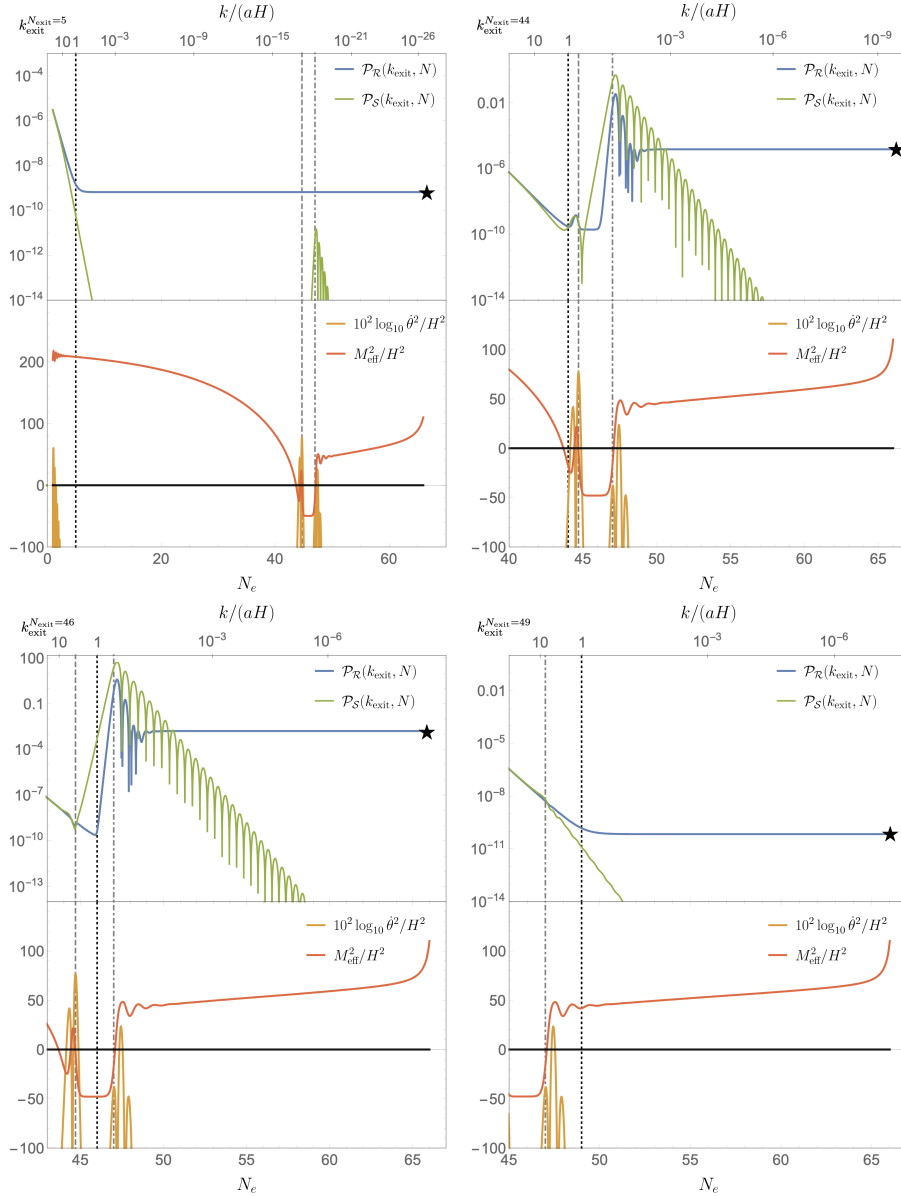 k/(aH)
k/(aH)
k_exit^{N_exit=5}
10^1 10^-3 10^-9 10^-15 10^-21 10^-26
k_exit^{N_exit=44}
10 1 10^-3 10^-6 10^-9
10^-4
10^-6
10^-8
10^-10
10^-12
10^-14
P_R(k_exit, N)
P_S(k_exit, N)
0.01
10^-6
10^-10
10^-14
P_R(k_exit, N)
P_S(k_exit, N)
200
100
0
-100
10^2 log_10 θ̇^2/H^2
M_eff^2/H^2
100
50
0
-50
-100
10^2 log_10 θ̇^2/H^2
M_eff^2/H^2
0 20 40 60
40 45 50 55 60 65
N_e
N_e
k/(aH)
k/(aH)
k_exit^{N_exit=46}
10 1 10^-3 10^-6
k_exit^{N_exit=49}
10 1 10^-3 10^-6
100
0.1
10^-4
10^-7
10^-10
10^-13
P_R(k_exit, N)
P_S(k_exit, N)
0.01
10^-5
10^-8
10^-11
10^-14
P_R(k_exit, N)
P_S(k_exit, N)
100
50
0
-50
-100
10^2 log_10 θ̇^2/H^2
M_eff^2/H^2
100
50
0
-50
-100
10^2 log_10 θ̇^2/H^2
M_eff^2/H^2
45 50 55 60 65
45 50 55 60 65
N_e
N_e